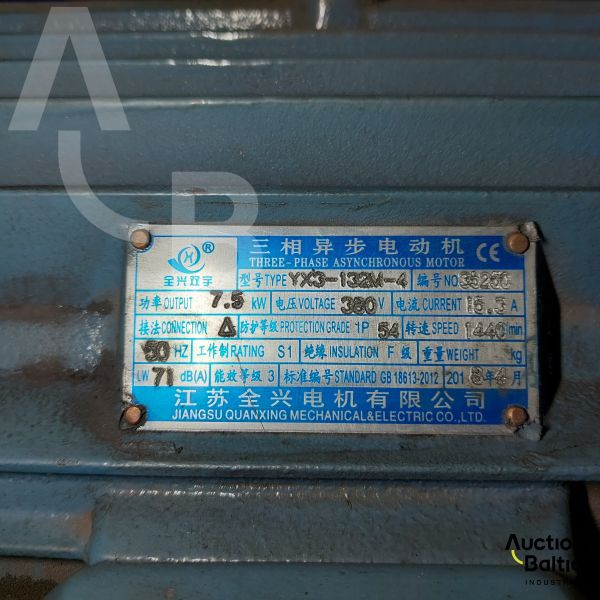 三相异步电动机
THREE-PHASE ASYNCHRONOUS MOTOR CE
全兴双宇 ®
型号TYPE YX3-132M-4 编号NO.
功率OUTPUT 7.5 kW 电压VOLTAGE 380 V 电流CURRENT 15.3 A
接法CONNECTION Δ 防护等级PROTECTION GRADE 1P 54 转速SPEED 1440 min
50 HZ 工作制RATING S1 绝缘INSULATION F 级 重量WEIGHT kg
LW 71 dB(A) 能效等级 3 标准编号STANDARD GB 18613-2012 201 年 月
江苏全兴电机有限公司
JIANGSU QUANXING MECHANICAL&ELECTRIC CO.,LTD.
ALB
Auction
Baltic
INDUSTRI